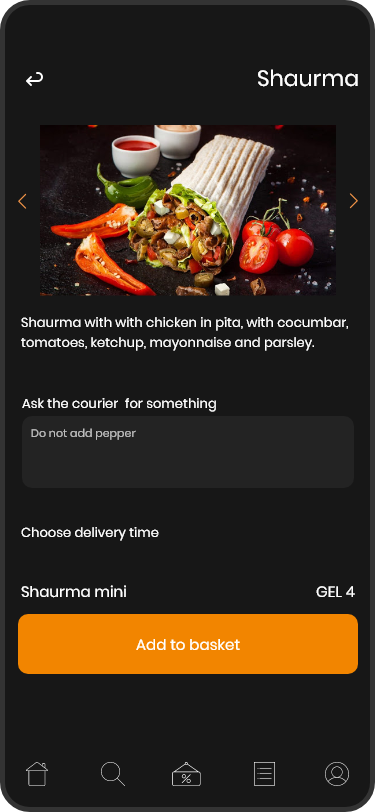 Shaurma
Shaurma with with chicken in pita, with cocumbar,
tomatoes, ketchup, mayonnaise and parsley.
Ask the courier for something
Do not add pepper
Choose delivery time
Shaurma mini GEL 4
Add to basket
%